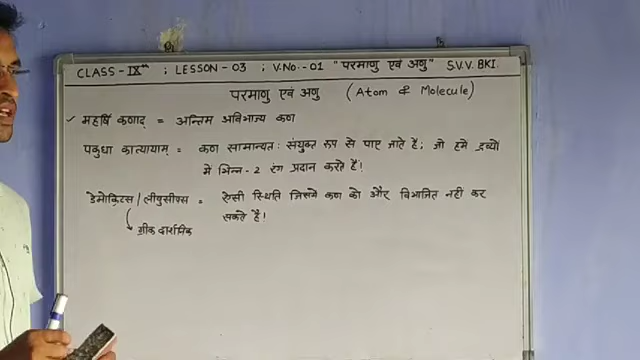 CLASS - IXth ; LESSON - 03 ; V.No.- 01 "परमाणु एवं अणु" S.V.V. BKI.
परमाणु एवं अणु (Atom & Molecule)
✓ महर्षि कणाद् = अन्तिम अविभाज्य कण
पकुधा कात्यायाम् = कण सामान्यतः संयुक्त रूप से पाए जाते हैं; जो हमे द्रव्यों
में भिन्न-2 रंग प्रदान करते हैं!
डेमोक्रिटस / लीयुसीपस = ऐसी स्थिति जिसमे कण को और विभाजित नही कर
सकते है!
ग्रीक दार्शनिक